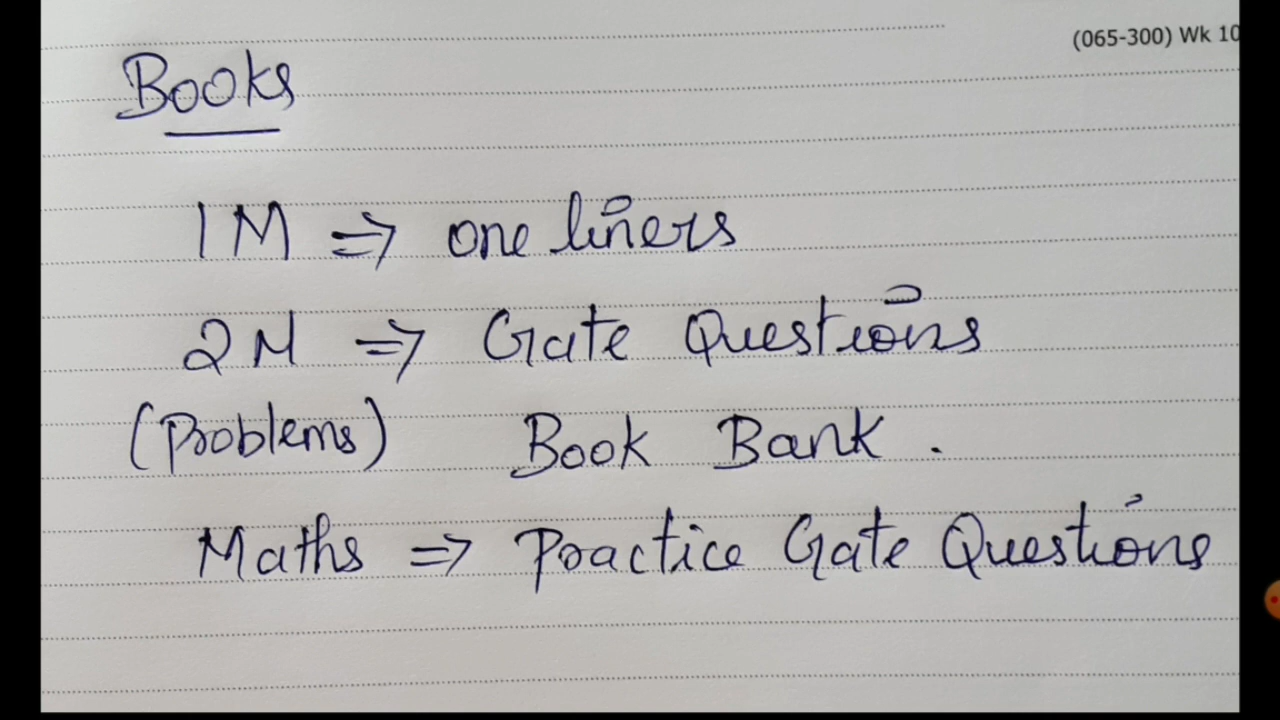 (065-300) Wk 10
Books
1M => one liners
2M => Gate Questions
(Problems) Book Bank.
Maths => Practice Gate Questions